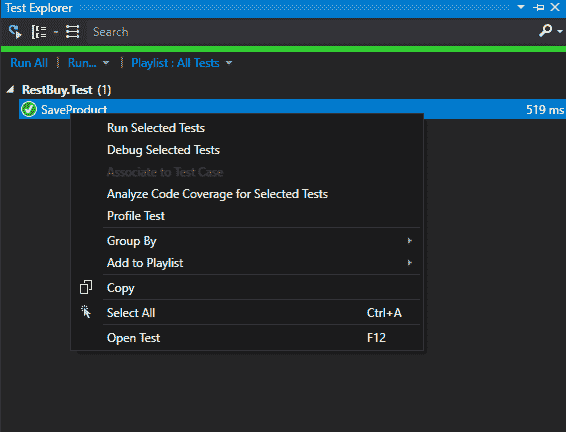 Test Explorer
Search
Run All | Run... | Playlist : All Tests
RestBuy.Test (1)
SaveProduct 519 ms
Run Selected Tests
Debug Selected Tests
Associate to Test Case
Analyze Code Coverage for Selected Tests
Profile Test
Group By
Add to Playlist
Copy
Select All Ctrl+A
Open Test F12